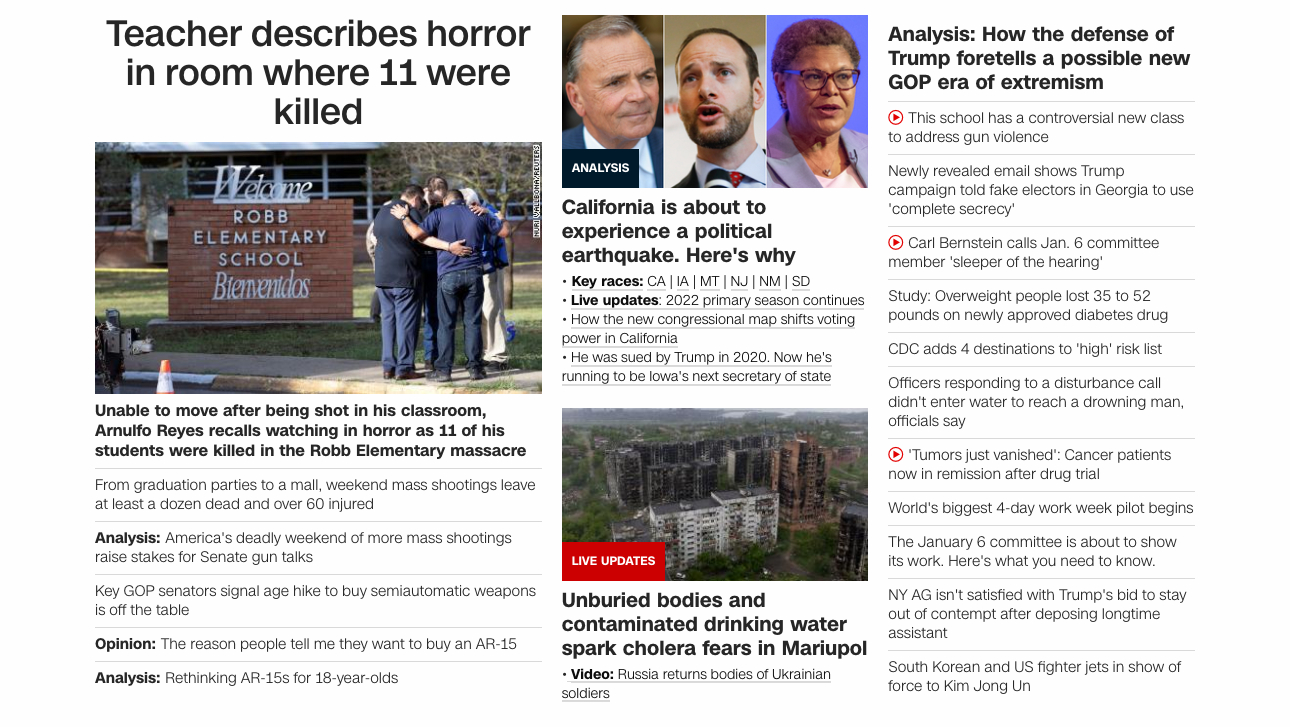 Teacher describes horror
in room where 11 were
killed
Welcome
ROBB
ELEMENTARY
SCHOOL
Bienvenidos
NURI VALLBONA/REUTERS
Unable to move after being shot in his classroom,
Arnulfo Reyes recalls watching in horror as 11 of his
students were killed in the Robb Elementary massacre
From graduation parties to a mall, weekend mass shootings leave
at least a dozen dead and over 60 injured
Analysis: America's deadly weekend of more mass shootings
raise stakes for Senate gun talks
Key GOP senators signal age hike to buy semiautomatic weapons
is off the table
Opinion: The reason people tell me they want to buy an AR-15
Analysis: Rethinking AR-15s for 18-year-olds
ANALYSIS
California is about to
experience a political
earthquake. Here's why
• Key races: CA | IA | MT | NJ | NM | SD
• Live updates: 2022 primary season continues
• How the new congressional map shifts voting
power in California
• He was sued by Trump in 2020. Now he's
running to be Iowa's next secretary of state
LIVE UPDATES
Unburied bodies and
contaminated drinking water
spark cholera fears in Mariupol
• Video: Russia returns bodies of Ukrainian
soldiers
Analysis: How the defense of
Trump foretells a possible new
GOP era of extremism
This school has a controversial new class
to address gun violence
Newly revealed email shows Trump
campaign told fake electors in Georgia to use
'complete secrecy'
Carl Bernstein calls Jan. 6 committee
member 'sleeper of the hearing'
Study: Overweight people lost 35 to 52
pounds on newly approved diabetes drug
CDC adds 4 destinations to 'high' risk list
Officers responding to a disturbance call
didn't enter water to reach a drowning man,
officials say
'Tumors just vanished': Cancer patients
now in remission after drug trial
World's biggest 4-day work week pilot begins
The January 6 committee is about to show
its work. Here's what you need to know.
NY AG isn't satisfied with Trump's bid to stay
out of contempt after deposing longtime
assistant
South Korean and US fighter jets in show of
force to Kim Jong Un